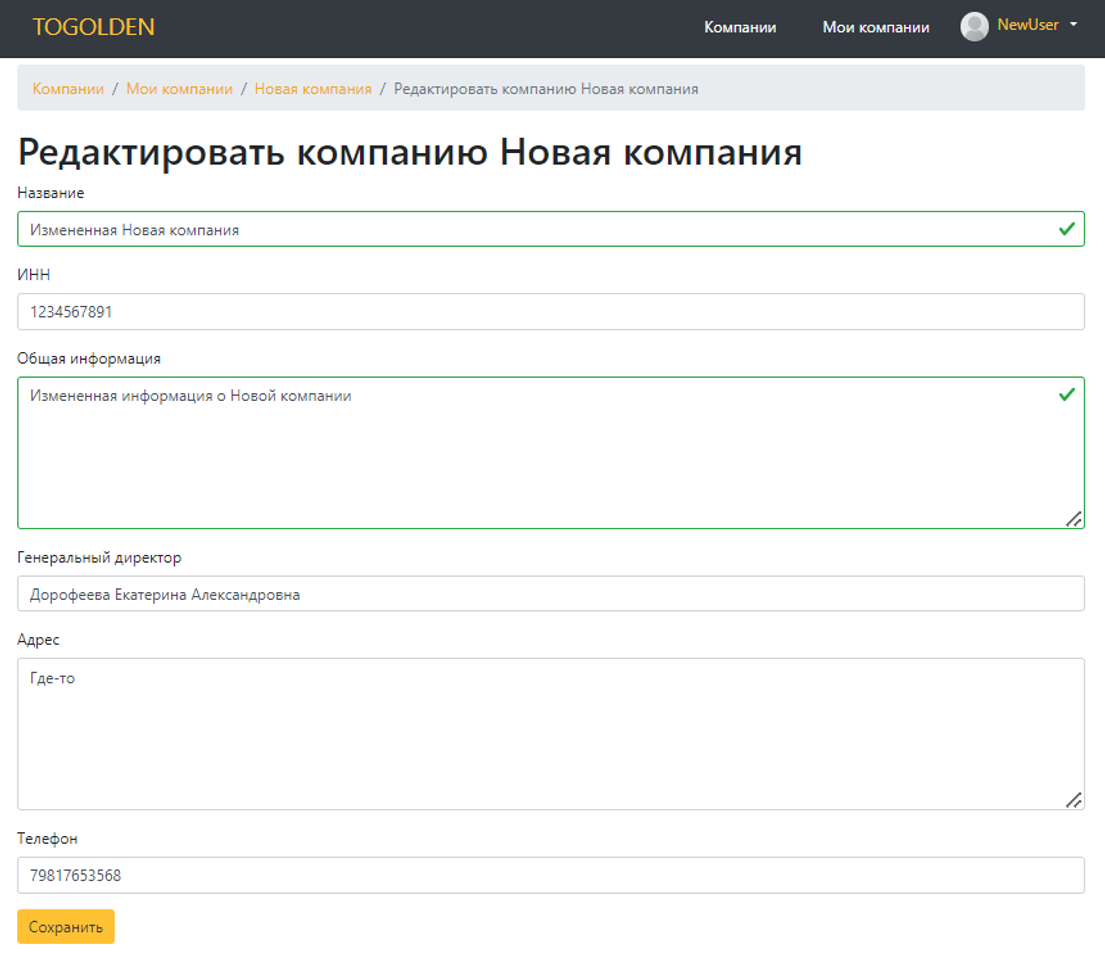 TOGOLDEN Компании Мои компании NewUser
Компании / Мои компании / Новая компания / Редактировать компанию Новая компания
Редактировать компанию Новая компания
Название
Измененная Новая компания
ИНН
1234567891
Общая информация
Измененная информация о Новой компании
Генеральный директор
Дорофеева Екатерина Александровна
Адрес
Где-то
Телефон
79817653568
Сохранить